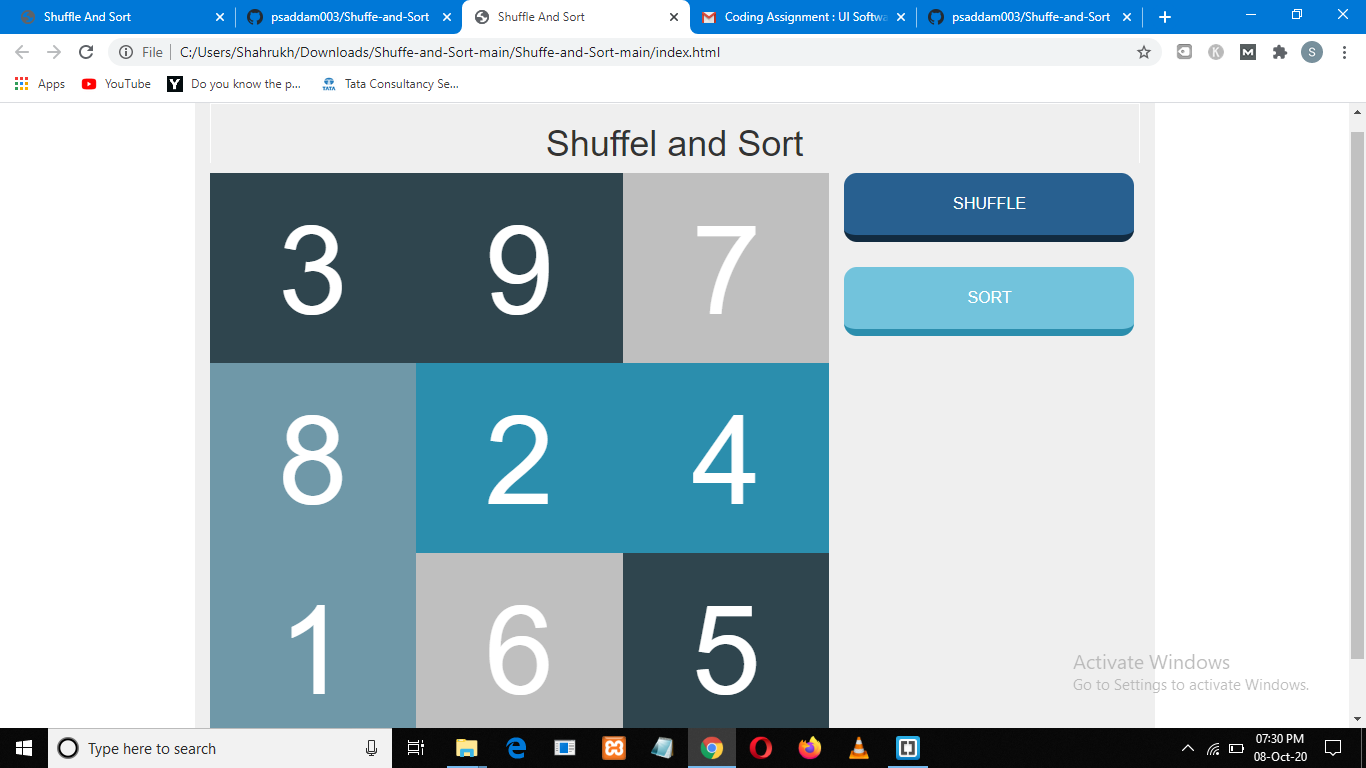 Shuffle And Sort
psaddam003/Shuffe-and-Sort
Shuffle And Sort
Coding Assignment : UI Softwa
psaddam003/Shuffe-and-Sort
File
C:/Users/Shahrukh/Downloads/Shuffe-and-Sort-main/Shuffe-and-Sort-main/index.html
K
M
S
Apps
YouTube
Y
Do you know the p...
TATA
Tata Consultancy Se...
Shuffel and Sort
3 9 7
SHUFFLE
SORT
8 2 4
1 6 5
Activate Windows
Go to Settings to activate Windows.
Type here to search
07:30 PM
08-Oct-20